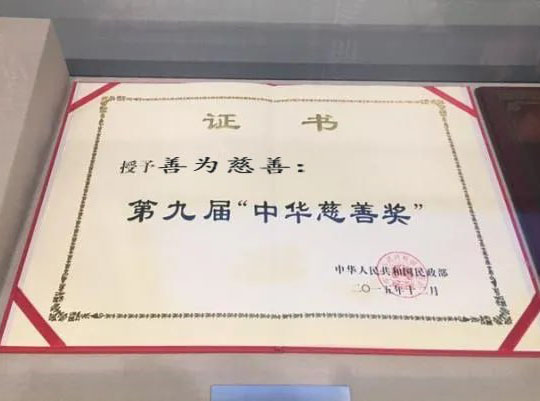 证 书
授予善为慈善：
第九届“中华慈善奖”
中华人民共和国民政部
二〇一五年十二月